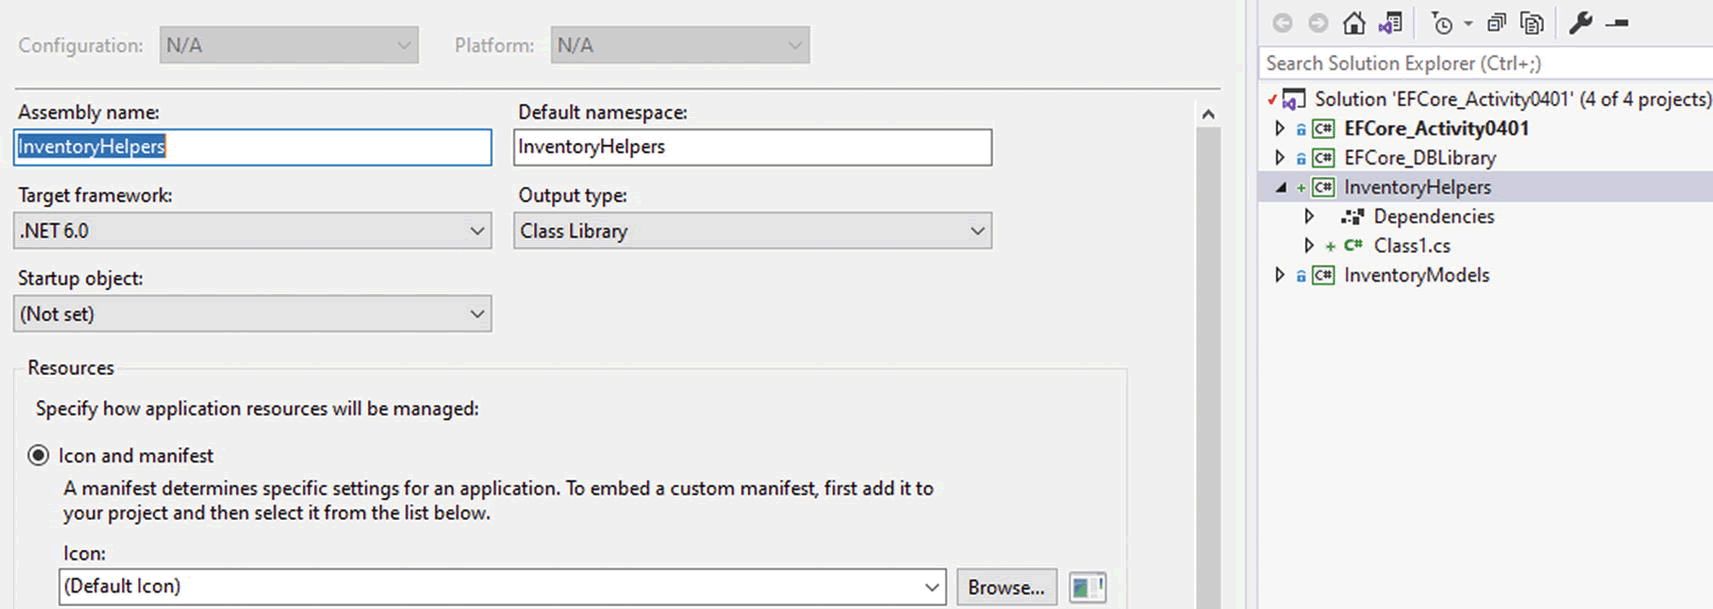 Configuration: N/A Platform: N/A
Assembly name: Default namespace:
InventoryHelpers InventoryHelpers
Target framework: Output type:
.NET 6.0 Class Library
Startup object:
(Not set)
Resources
Specify how application resources will be managed:
Icon and manifest
A manifest determines specific settings for an application. To embed a custom manifest, first add it to
your project and then select it from the list below.
Icon:
(Default Icon) Browse...
Search Solution Explorer (Ctrl+;)
Solution 'EFCore_Activity0401' (4 of 4 projects)
C# EFCore_Activity0401
C# EFCore_DBLibrary
C# InventoryHelpers
Dependencies
C# Class1.cs
C# InventoryModels